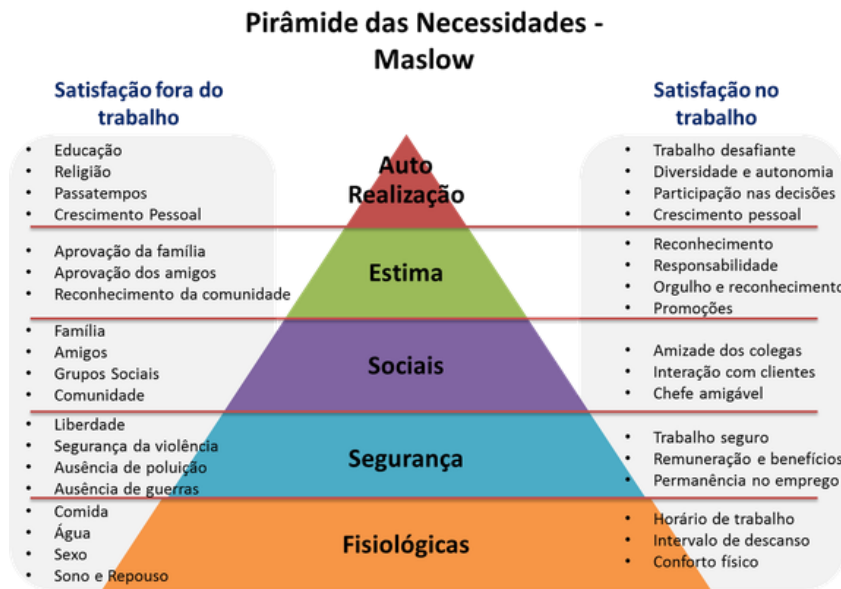 Pirâmide das Necessidades -
Maslow
Satisfação fora do
trabalho
Satisfação no
trabalho
• Educação
• Religião
• Passatempos
• Crescimento Pessoal
Auto
Realização
• Trabalho desafiante
• Diversidade e autonomia
• Participação nas decisões
• Crescimento pessoal
• Aprovação da família
• Aprovação dos amigos
• Reconhecimento da comunidade
Estima
• Reconhecimento
• Responsabilidade
• Orgulho e reconhecimento
• Promoções
• Família
• Amigos
• Grupos Sociais
• Comunidade
Sociais
• Amizade dos colegas
• Interação com clientes
• Chefe amigável
• Liberdade
• Segurança da violência
• Ausência de poluição
• Ausência de guerras
Segurança
• Trabalho seguro
• Remuneração e benefícios
• Permanência no emprego
• Comida
• Água
• Sexo
• Sono e Repouso
Fisiológicas
• Horário de trabalho
• Intervalo de descanso
• Conforto físico